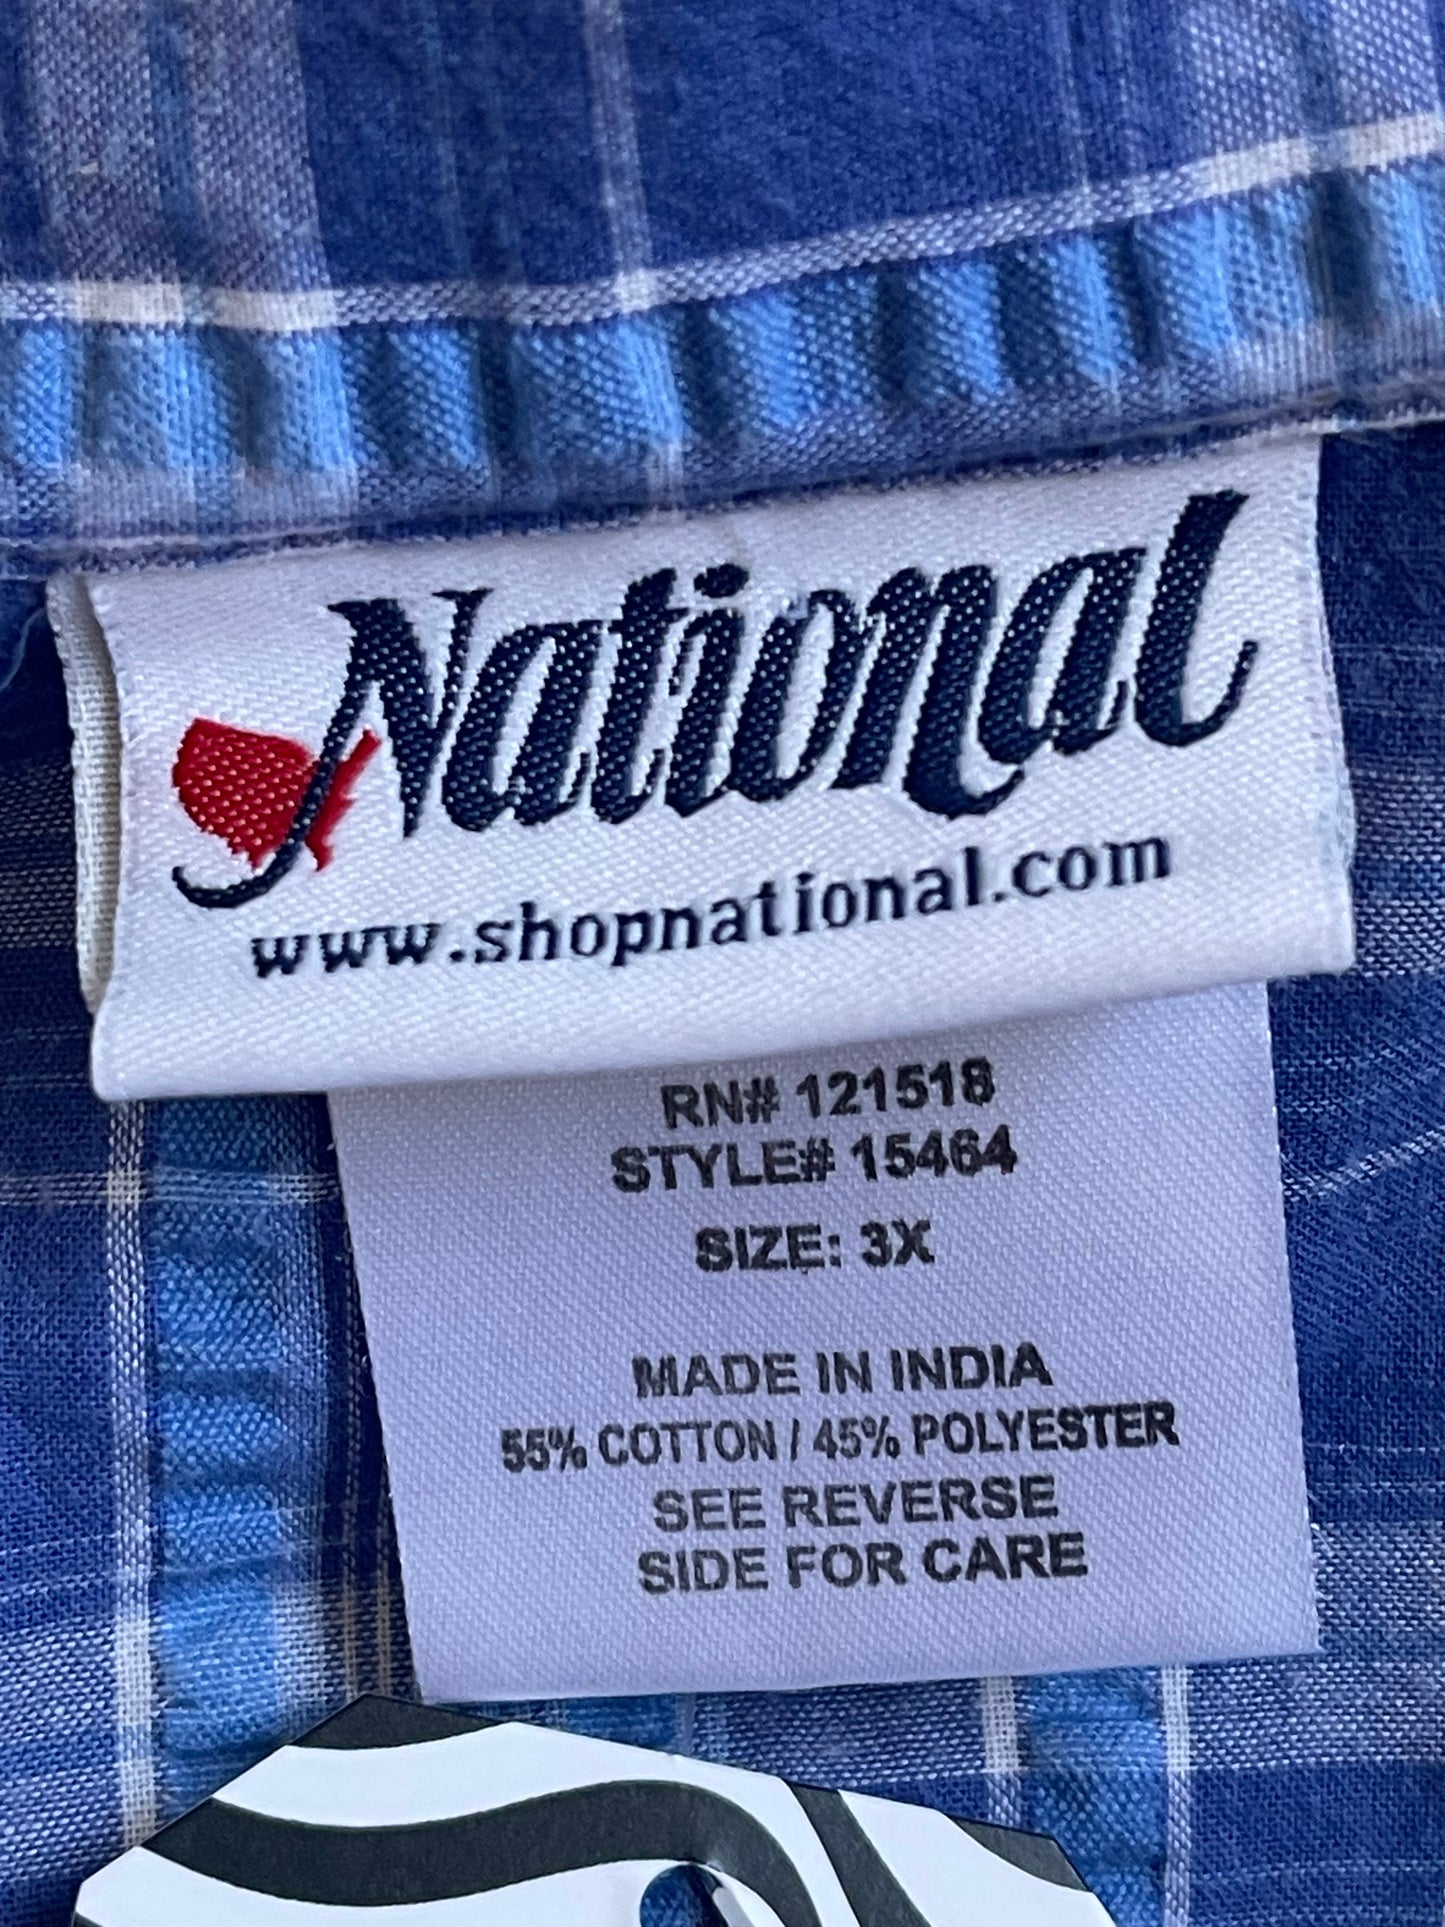 National
www.shopnational.com
RN# 121518
STYLE# 15464
SIZE: 3X
MADE IN INDIA
55% COTTON / 45% POLYESTER
SEE REVERSE
SIDE FOR CARE